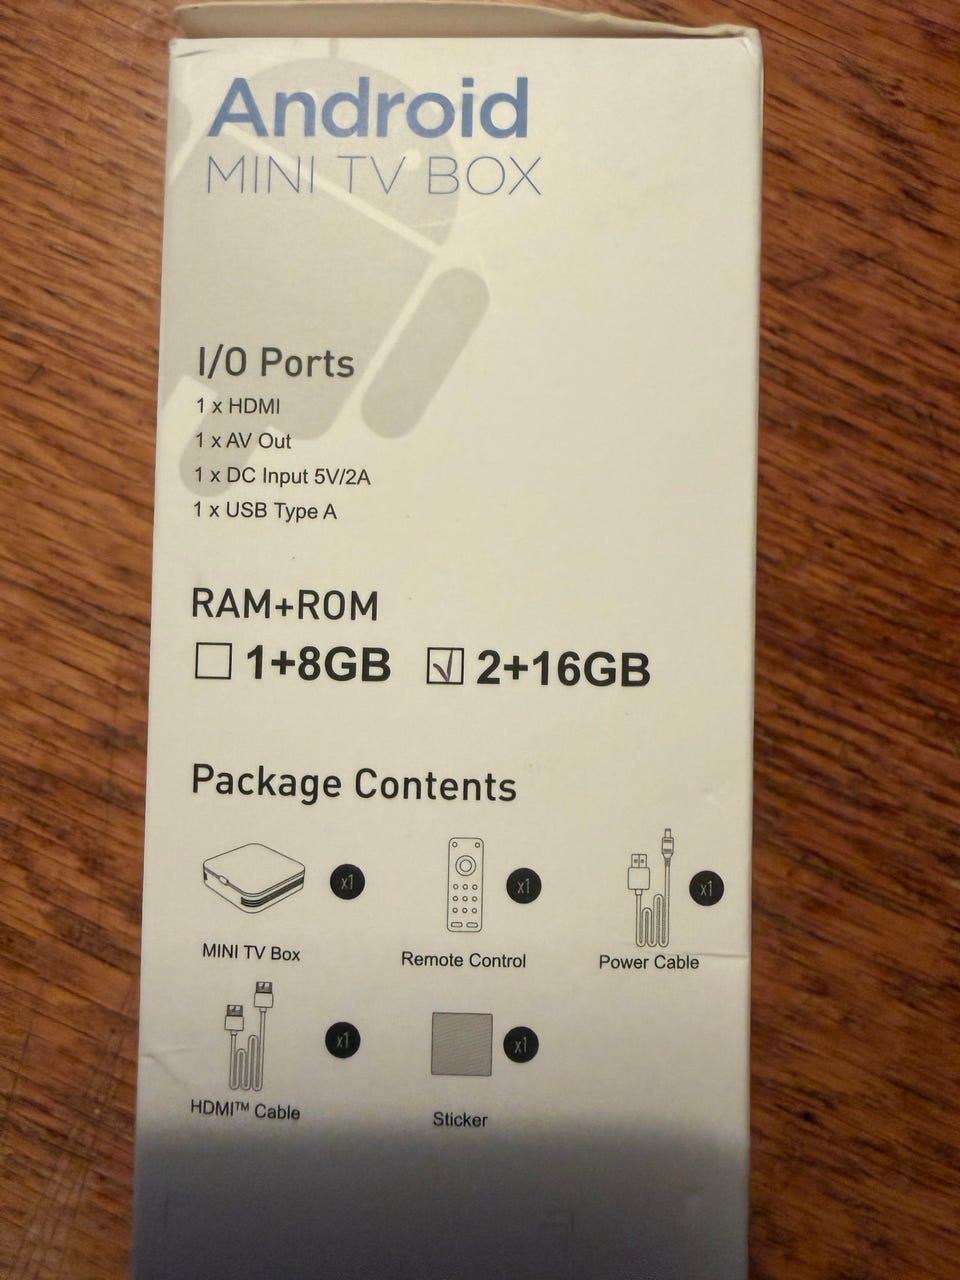 Android
MINI TV BOX
I/O Ports
1 x HDMI
1 x AV Out
1 x DC Input 5V/2A
1 x USB Type A
RAM+ROM
1+8GB 2+16GB
Package Contents
x1 x1 x1
MINI TV Box Remote Control Power Cable
x1 x1
HDMI™ Cable Sticker